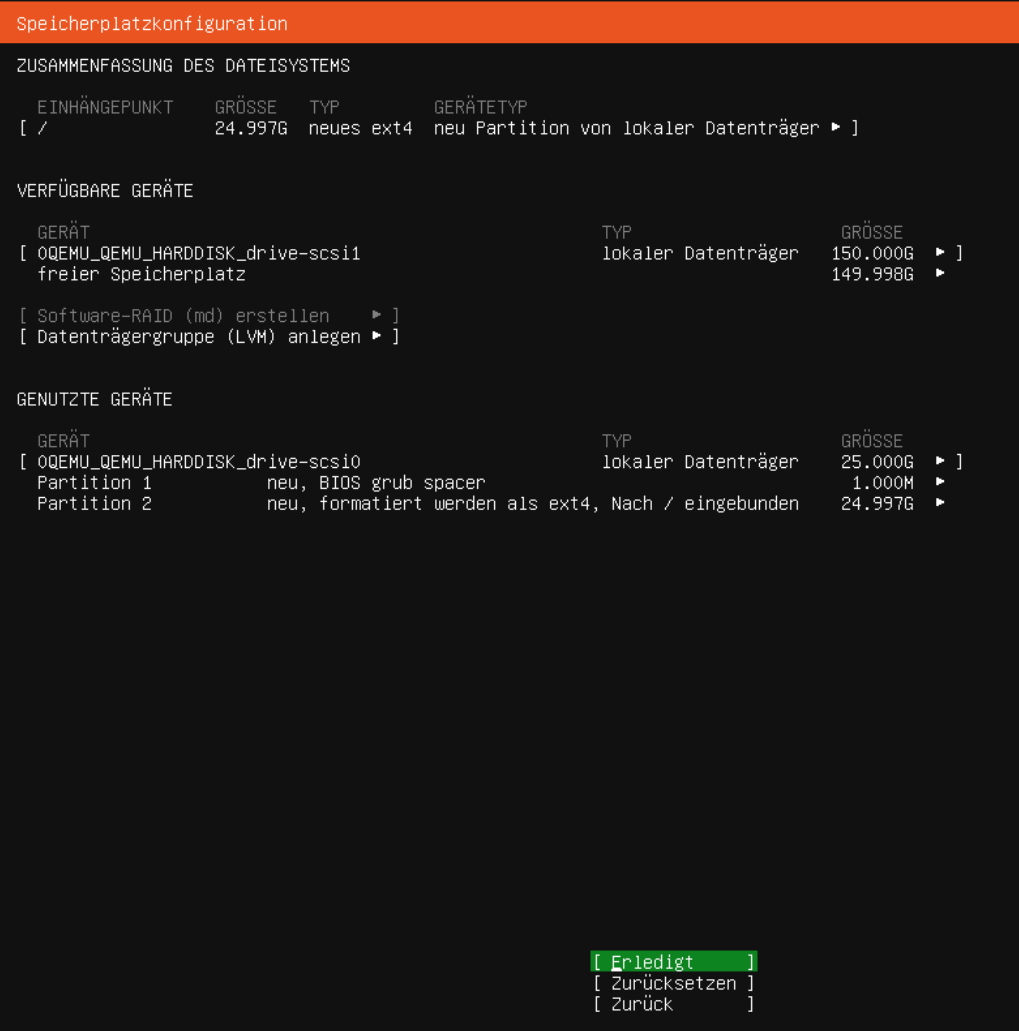 Speicherplatzkonfiguration
ZUSAMMENFASSUNG DES DATEISYSTEMS
EINHÄNGEPUNKT GRÖSSE TYP GERÄTETYP
[ / 24.997G neues ext4 neu Partition von lokaler Datenträger ▸ ]
VERFÜGBARE GERÄTE
GERÄT TYP GRÖSSE
[ 0QEMU_QEMU_HARDDISK_drive-scsi1 lokaler Datenträger 150.000G ▸ ]
freier Speicherplatz 149.998G ▸
[ Software-RAID (md) erstellen ▸ ]
[ Datenträgergruppe (LVM) anlegen ▸ ]
GENUTZTE GERÄTE
GERÄT TYP GRÖSSE
[ 0QEMU_QEMU_HARDDISK_drive-scsi0 lokaler Datenträger 25.000G ▸ ]
Partition 1 neu, BIOS grub spacer 1.000M ▸
Partition 2 neu, formatiert werden als ext4, Nach / eingebunden 24.997G ▸
[ Erledigt ]
[ Zurücksetzen ]
[ Zurück ]